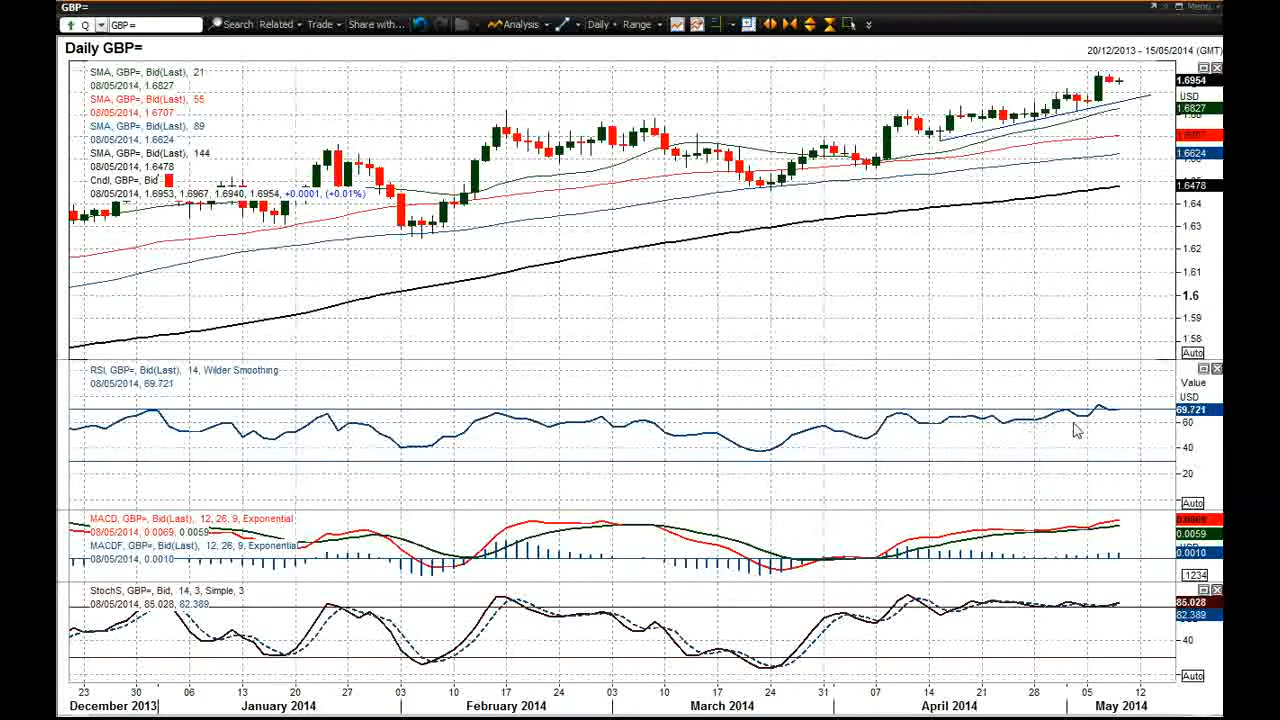 GBP=
Menu
Q GBP= Search Related Trade Share with... Analysis Daily Range
Daily GBP=
20/12/2013 - 15/05/2014 (GMT)
SMA, GBP=, Bid(Last), 21
08/05/2014, 1.6827
SMA, GBP=, Bid(Last), 55
08/05/2014, 1.6707
SMA, GBP=, Bid(Last), 89
08/05/2014, 1.6624
SMA, GBP=, Bid(Last), 144
08/05/2014, 1.6478
Cndl, GBP=, Bid
08/05/2014, 1.6953, 1.6967, 1.6940, 1.6954, +0.0001, (+0.01%)
1.6954
USD
1.6827
1.6707
1.6624
1.6478
1.64
1.63
1.62
1.61
1.6
1.59
1.58
Auto
RSI, GBP=, Bid(Last), 14, Wilder Smoothing
08/05/2014, 69.721
Value
USD
69.721
60
40
20
Auto
MACD, GBP=, Bid(Last), 12, 26, 9, Exponential
08/05/2014, 0.0069, 0.0059
MACDF, GBP=, Bid(Last), 12, 26, 9, Exponential
08/05/2014, 0.0010
0.0069
0.0059
0.0010
.1234
StochS, GBP=, Bid, 14, 3, Simple, 3
08/05/2014, 85.028, 82.389
85.028
82.389
40
Auto
23 30 06 13 20 27 03 10 17 24 03 10 17 24 31 07 14 21 28 05 12
December 2013 January 2014 February 2014 March 2014 April 2014 May 2014